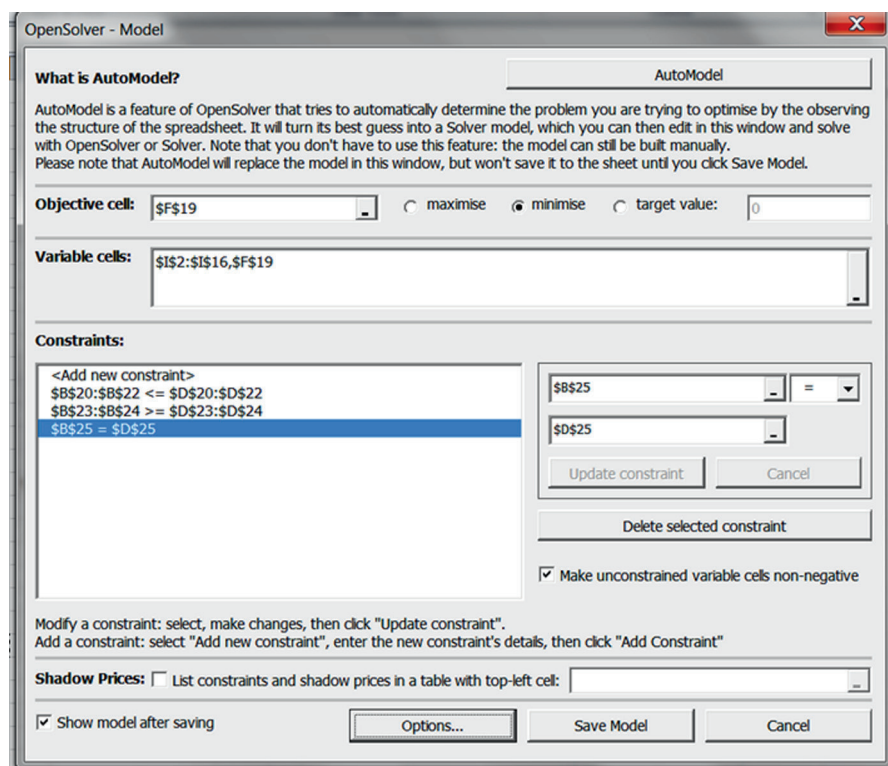 OpenSolver - Model
X
What is AutoModel?
AutoModel
AutoModel is a feature of OpenSolver that tries to automatically determine the problem you are trying to optimise by the observing
the structure of the spreadsheet. It will turn its best guess into a Solver model, which you can then edit in this window and solve
with OpenSolver or Solver. Note that you don't have to use this feature: the model can still be built manually.
Please note that AutoModel will replace the model in this window, but won't save it to the sheet until you click Save Model.
Objective cell: $F$19 _ maximise minimise target value: 0
Variable cells: $I$2:$I$16,$F$19 _
Constraints:
<Add new constraint>
$B$20:$B$22 <= $D$20:$D$22
$B$23:$B$24 >= $D$23:$D$24
$B$25 = $D$25
$B$25 _ =
$D$25 _
Update constraint Cancel
Delete selected constraint
Make unconstrained variable cells non-negative
Modify a constraint: select, make changes, then click "Update constraint".
Add a constraint: select "Add new constraint", enter the new constraint's details, then click "Add Constraint"
Shadow Prices: List constraints and shadow prices in a table with top-left cell: _
Show model after saving Options... Save Model Cancel